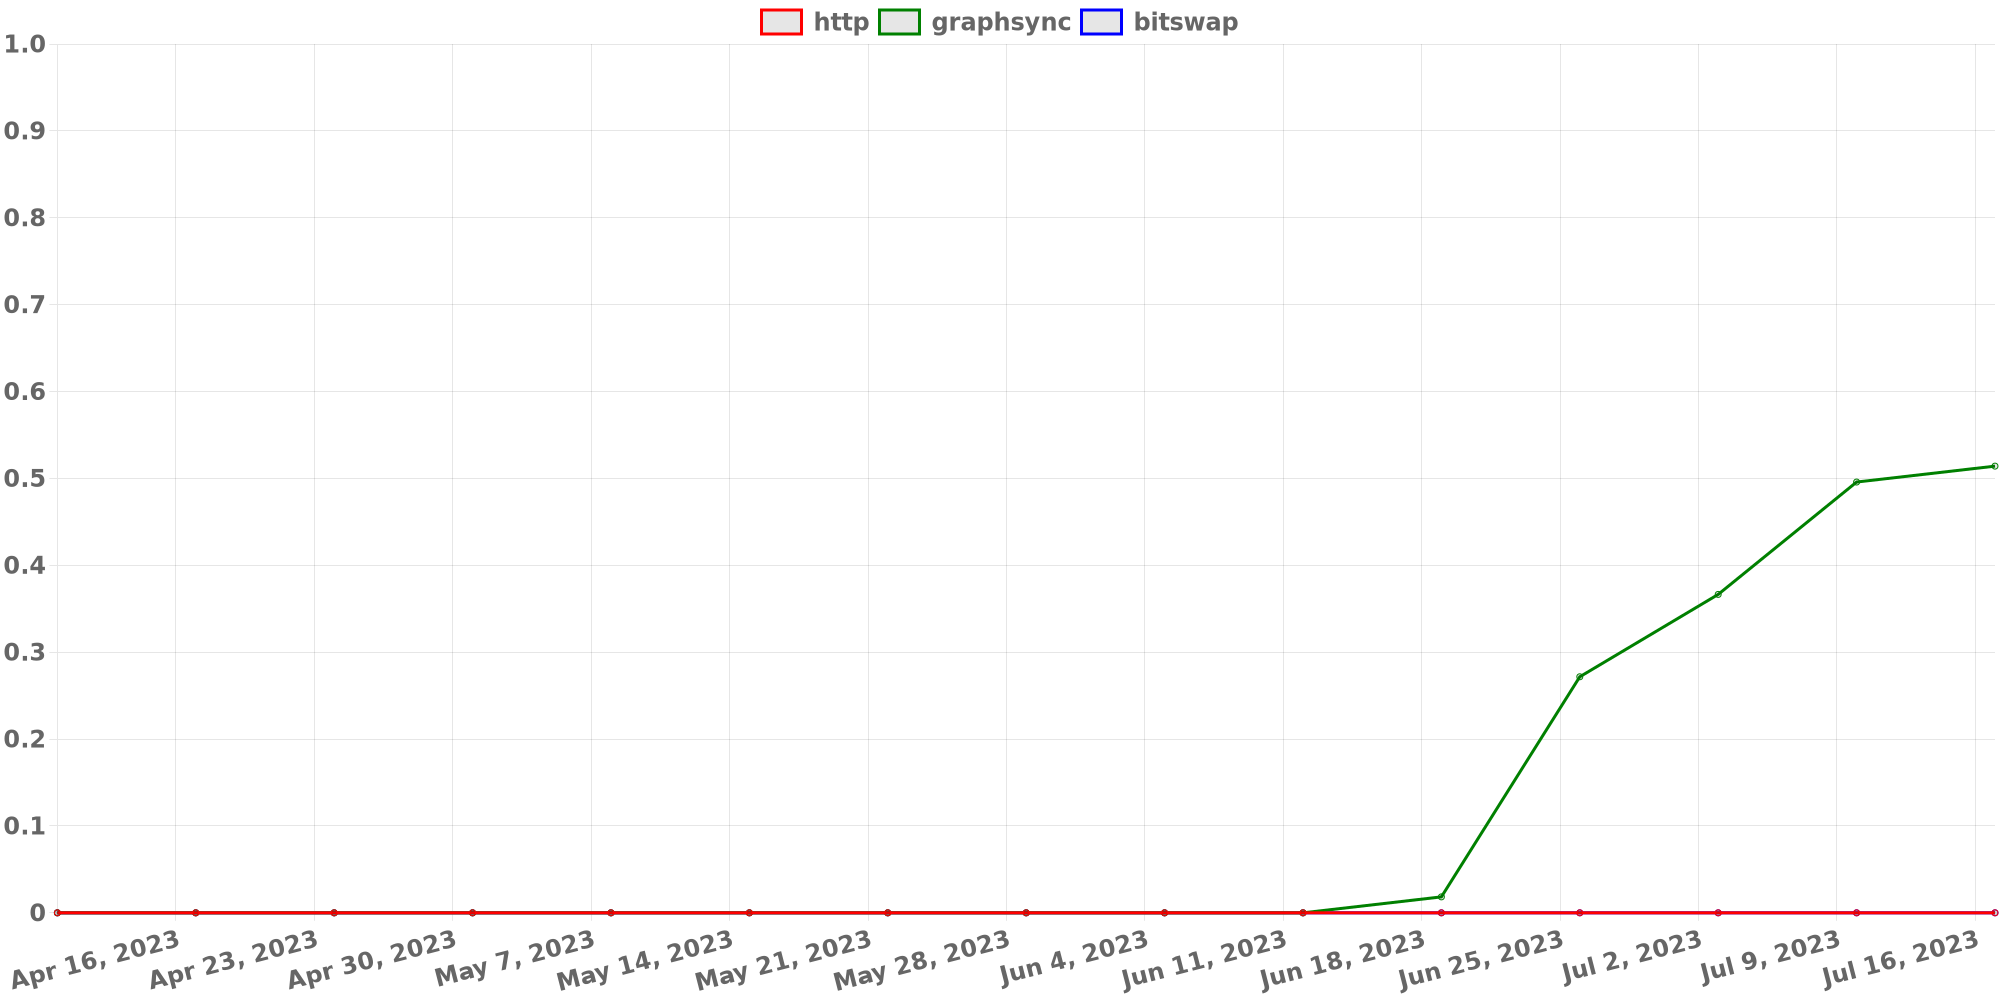 http graphsync bitswap
1.0
0.9
0.8
0.7
0.6
0.5
0.4
0.3
0.2
0.1
0
Apr 16, 2023
Apr 23, 2023
Apr 30, 2023
May 7, 2023
May 14, 2023
May 21, 2023
May 28, 2023
Jun 4, 2023
Jun 11, 2023
Jun 18, 2023
Jun 25, 2023
Jul 2, 2023
Jul 9, 2023
Jul 16, 2023